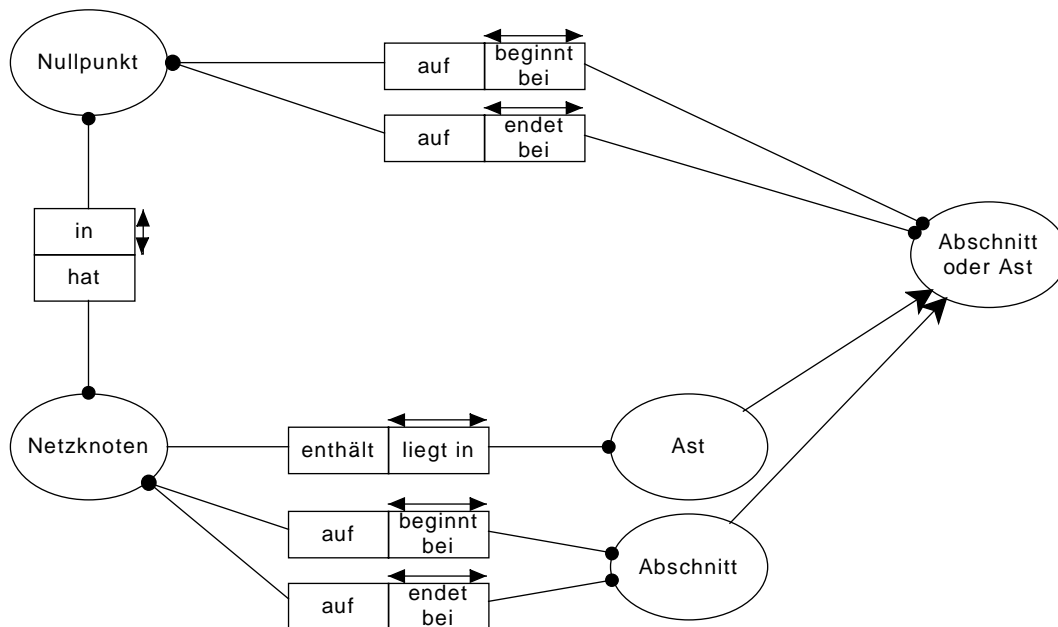 Nullpunkt
auf
beginnt
bei
auf
endet
bei
in
hat
Abschnitt
oder Ast
Netzknoten
enthält
liegt in
Ast
auf
beginnt
bei
Abschnitt
auf
endet
bei